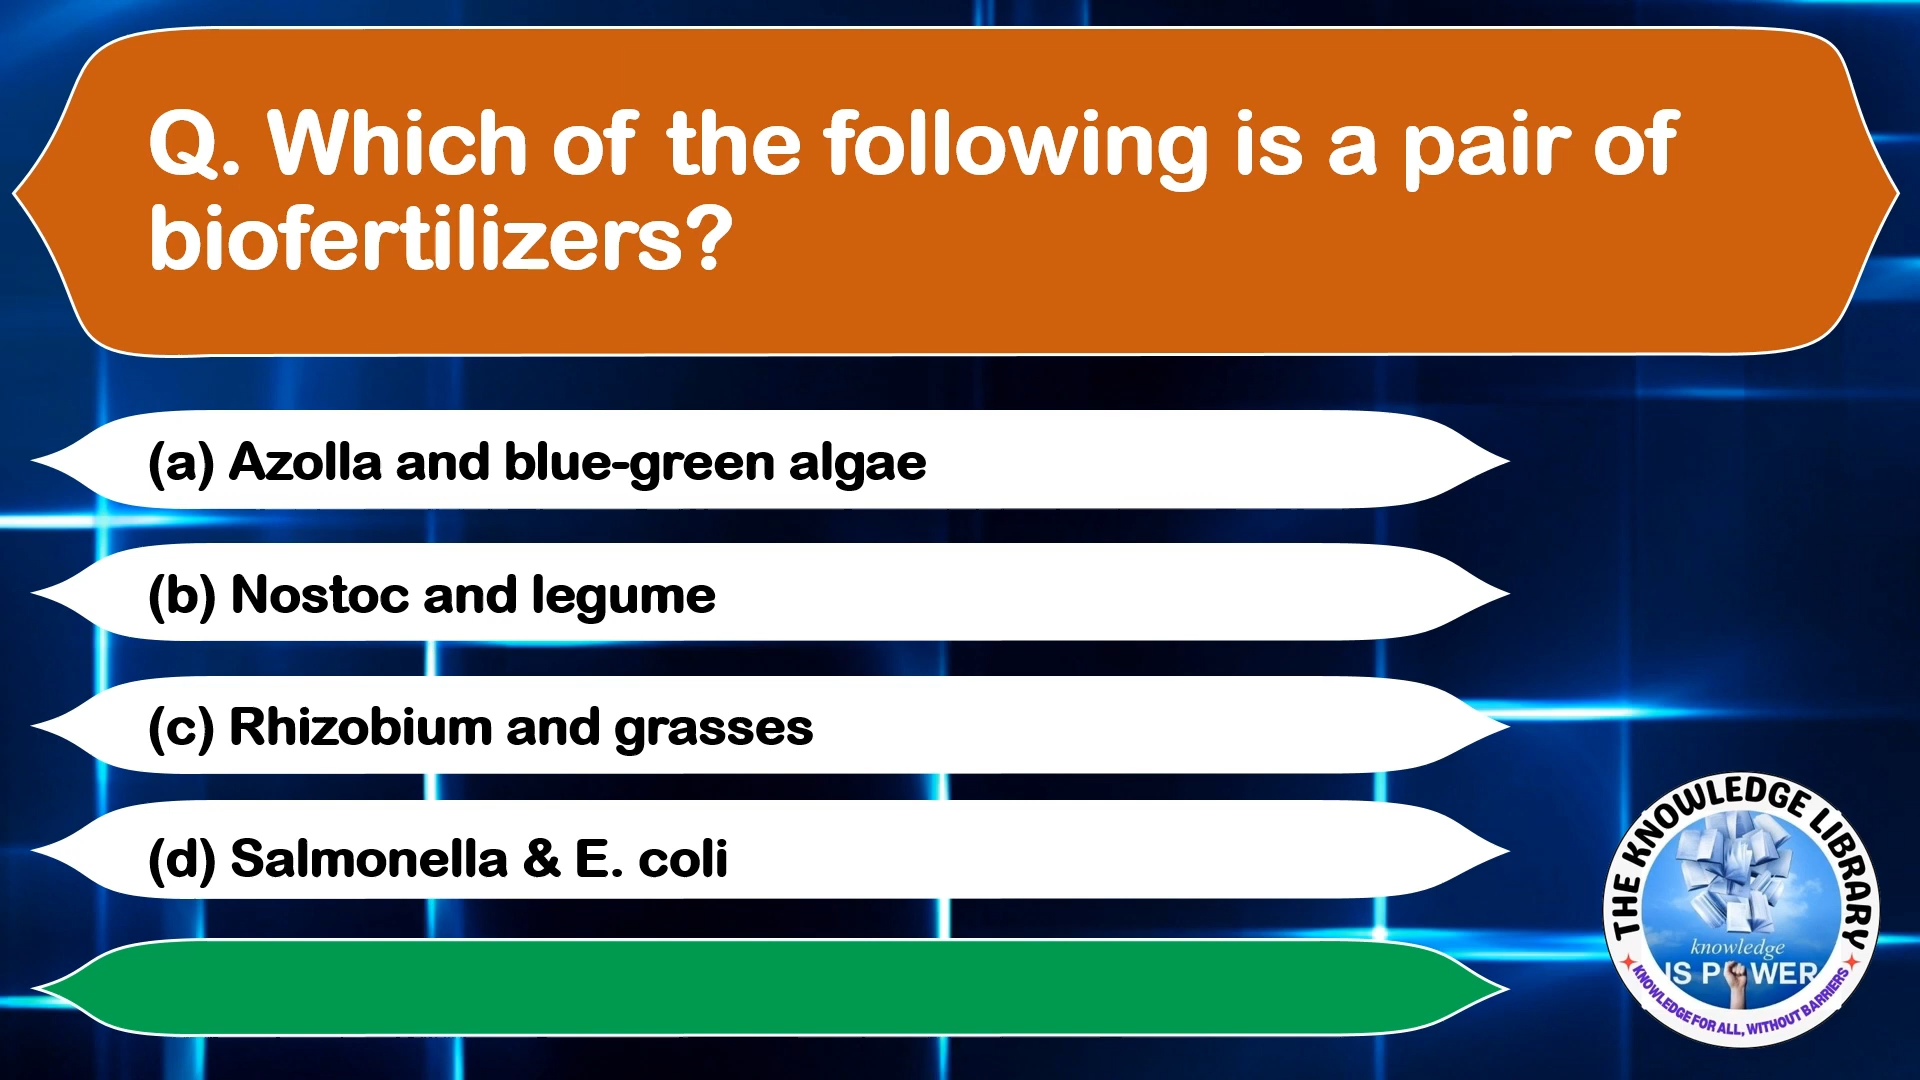 Q. Which of the following is a pair of
biofertilizers?
(a) Azolla and blue-green algae
(b) Nostoc and legume
(c) Rhizobium and grasses
(d) Salmonella & E. coli
THE KNOWLEDGE LIBRARY
knowledge
IS POWER
KNOWLEDGE FOR ALL, WITHOUT BARRIERS